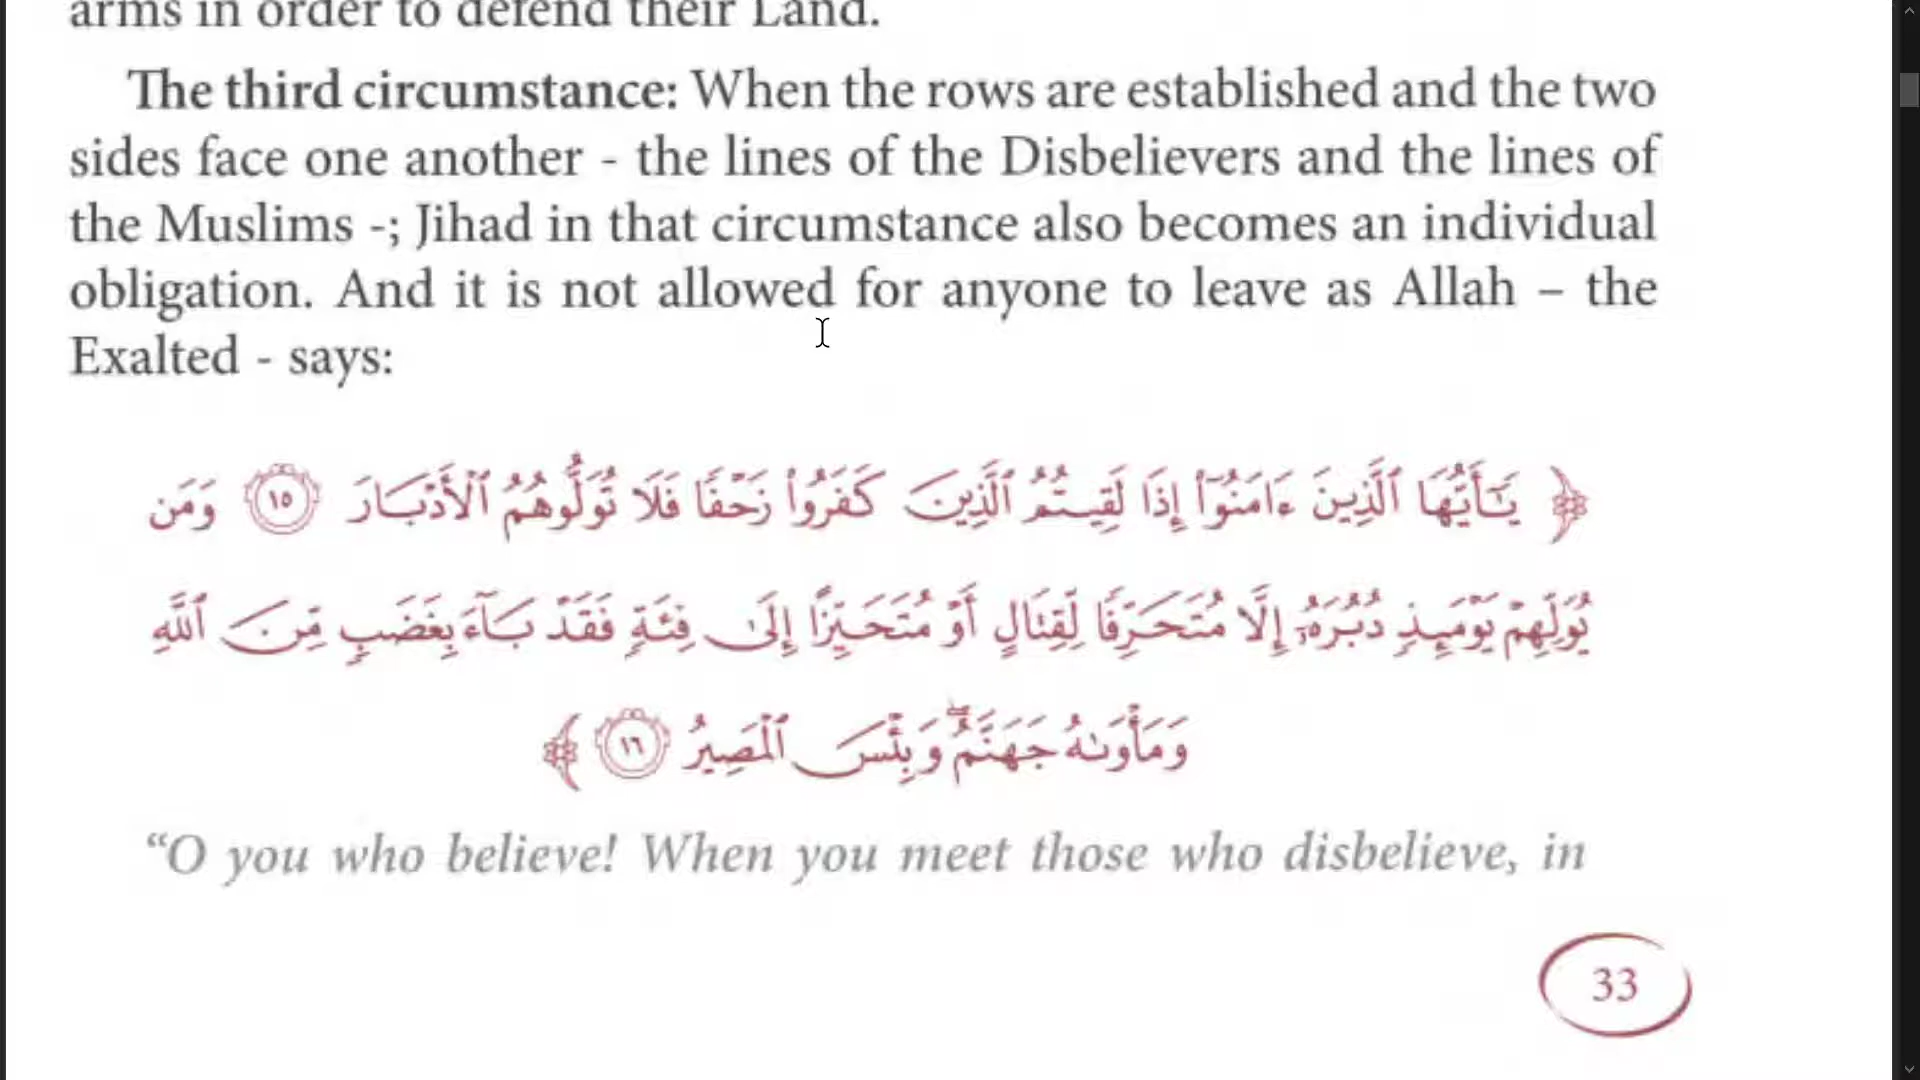 arms in order to defend their Land.
The third circumstance: When the rows are established and the two
sides face one another - the lines of the Disbelievers and the lines of
the Muslims -; Jihad in that circumstance also becomes an individual
obligation. And it is not allowed for anyone to leave as Allah – the
Exalted - says:
﴿ يَـٰٓأَيُّهَا ٱلَّذِينَ ءَامَنُوٓا۟ إِذَا لَقِيتُمُ ٱلَّذِينَ كَفَرُوا۟ زَحْفًا فَلَا تُوَلُّوهُمُ ٱلْأَدْبَارَ ١٥ وَمَن
يُوَلِّهِمْ يَوْمَئِذٍ دُبُرَهُۥٓ إِلَّا مُتَحَرِّفًا لِّقِتَالٍ أَوْ مُتَحَيِّزًا إِلَىٰ فِئَةٍ فَقَدْ بَآءَ بِغَضَبٍ مِّنَ ٱللَّهِ
وَمَأْوَىٰهُ جَهَنَّمُ ۖ وَبِئْسَ ٱلْمَصِيرُ ١٦ ﴾
“O you who believe! When you meet those who disbelieve, in
33